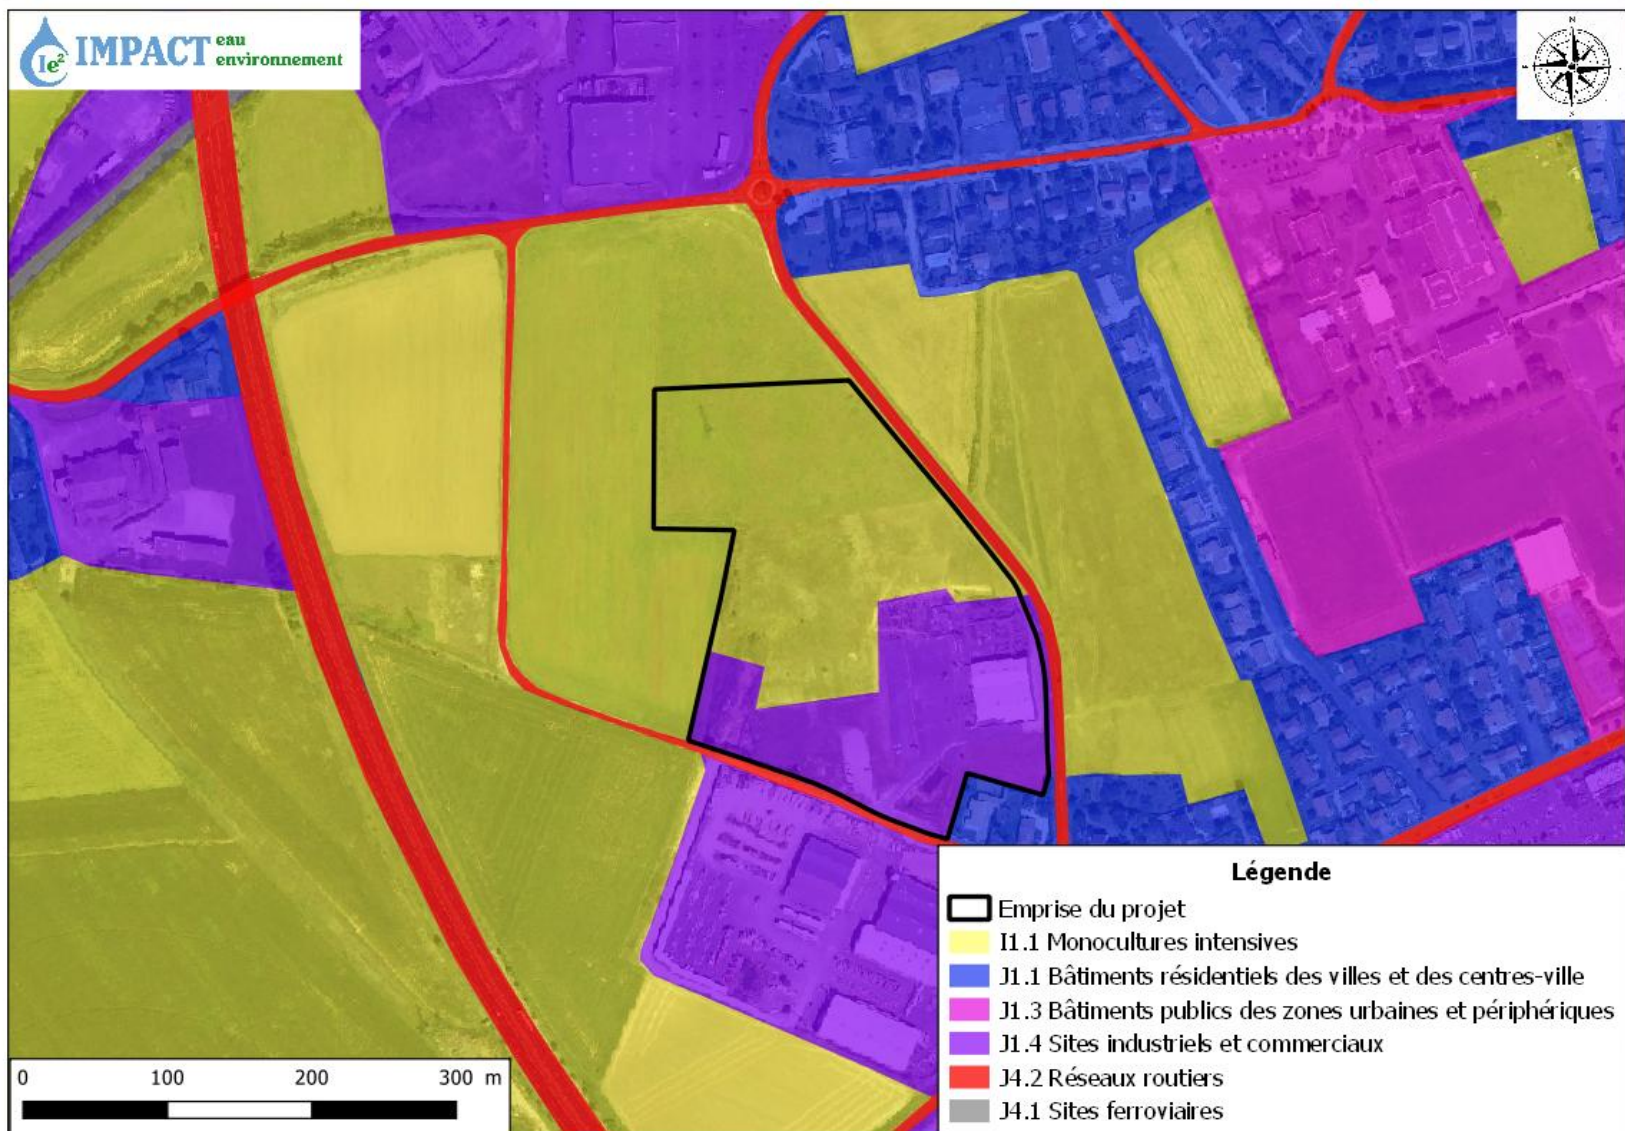 Ie²
IMPACT eau environnement
N
S
Légende
Emprise du projet
I1.1 Monocultures intensives
J1.1 Bâtiments résidentiels des villes et des centres-ville
J1.3 Bâtiments publics des zones urbaines et périphériques
J1.4 Sites industriels et commerciaux
J4.2 Réseaux routiers
J4.1 Sites ferroviaires
0 100 200 300 m